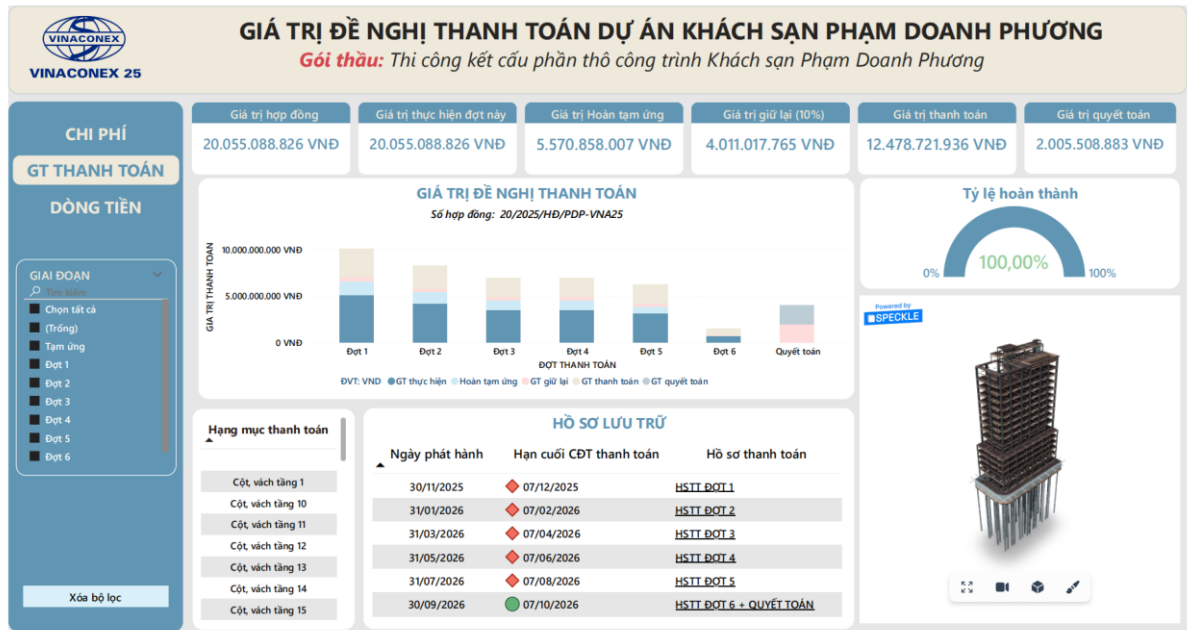 VINACONEX
VINACONEX 25
GIÁ TRỊ ĐỀ NGHỊ THANH TOÁN DỰ ÁN KHÁCH SẠN PHẠM DOANH PHƯƠNG
Gói thầu: Thi công kết cấu phần thô công trình Khách sạn Phạm Doanh Phương
CHI PHÍ
GT THANH TOÁN
DÒNG TIỀN
GIAI ĐOẠN
Tìm kiếm
Chọn tất cả
(Trống)
Tạm ứng
Đợt 1
Đợt 2
Đợt 3
Đợt 4
Đợt 5
Đợt 6
Xóa bộ lọc
Giá trị hợp đồng
20.055.088.826 VNĐ
Giá trị thực hiện đợt này
20.055.088.826 VNĐ
Giá trị Hoàn tạm ứng
5.570.858.007 VNĐ
Giá trị giữ lại (10%)
4.011.017.765 VNĐ
Giá trị thanh toán
12.478.721.936 VNĐ
Giá trị quyết toán
2.005.508.883 VNĐ
GIÁ TRỊ ĐỀ NGHỊ THANH TOÁN
Số hợp đồng: 20/2025/HĐ/PDP-VNA25
GIÁ TRỊ THANH TOÁN
10.000.000.000 VNĐ
5.000.000.000 VNĐ
0 VNĐ
Đợt 1 Đợt 2 Đợt 3 Đợt 4 Đợt 5 Đợt 6 Quyết toán
ĐỢT THANH TOÁN
ĐVT: VND GT thực hiện Hoàn tạm ứng GT giữ lại GT thanh toán GT quyết toán
Tỷ lệ hoàn thành
100,00%
0% 100%
Powered by
SPECKLE
Hạng mục thanh toán
Cột, vách tầng 1
Cột, vách tầng 10
Cột, vách tầng 11
Cột, vách tầng 12
Cột, vách tầng 13
Cột, vách tầng 14
Cột, vách tầng 15
HỒ SƠ LƯU TRỮ
Ngày phát hành Hạn cuối CĐT thanh toán Hồ sơ thanh toán
30/11/2025 07/12/2025 HSTT ĐỢT 1
31/01/2026 07/02/2026 HSTT ĐỢT 2
31/03/2026 07/04/2026 HSTT ĐỢT 3
31/05/2026 07/06/2026 HSTT ĐỢT 4
31/07/2026 07/08/2026 HSTT ĐỢT 5
30/09/2026 07/10/2026 HSTT ĐỢT 6 + QUYẾT TOÁN